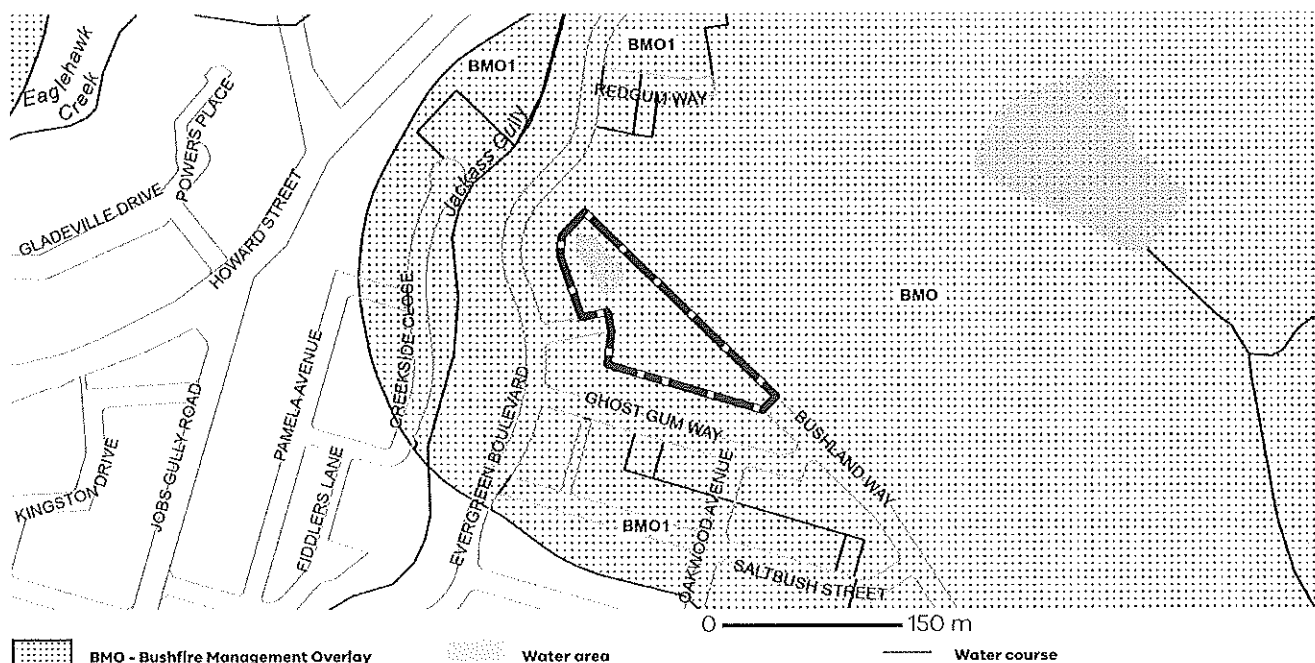 Eaglehawk
Creek
POWERS PLACE
GLADEVILLE DRIVE
HOWARD STREET
BMO1
BMO1
REDGUM WAY
Jackass Gully
BMO
CREEKSIDE CLOSE
PAMELA AVENUE
JOBS GULLY ROAD
KINGSTON DRIVE
FIDDLERS LANE
EVERGREEN BOULEVARD
GHOST GUM WAY
BUSHLAND WAY
OAKWOOD AVENUE
BMO1
SALTBUSH STREET
0 150 m
BMO - Bushfire Management Overlay
Water area
Water course